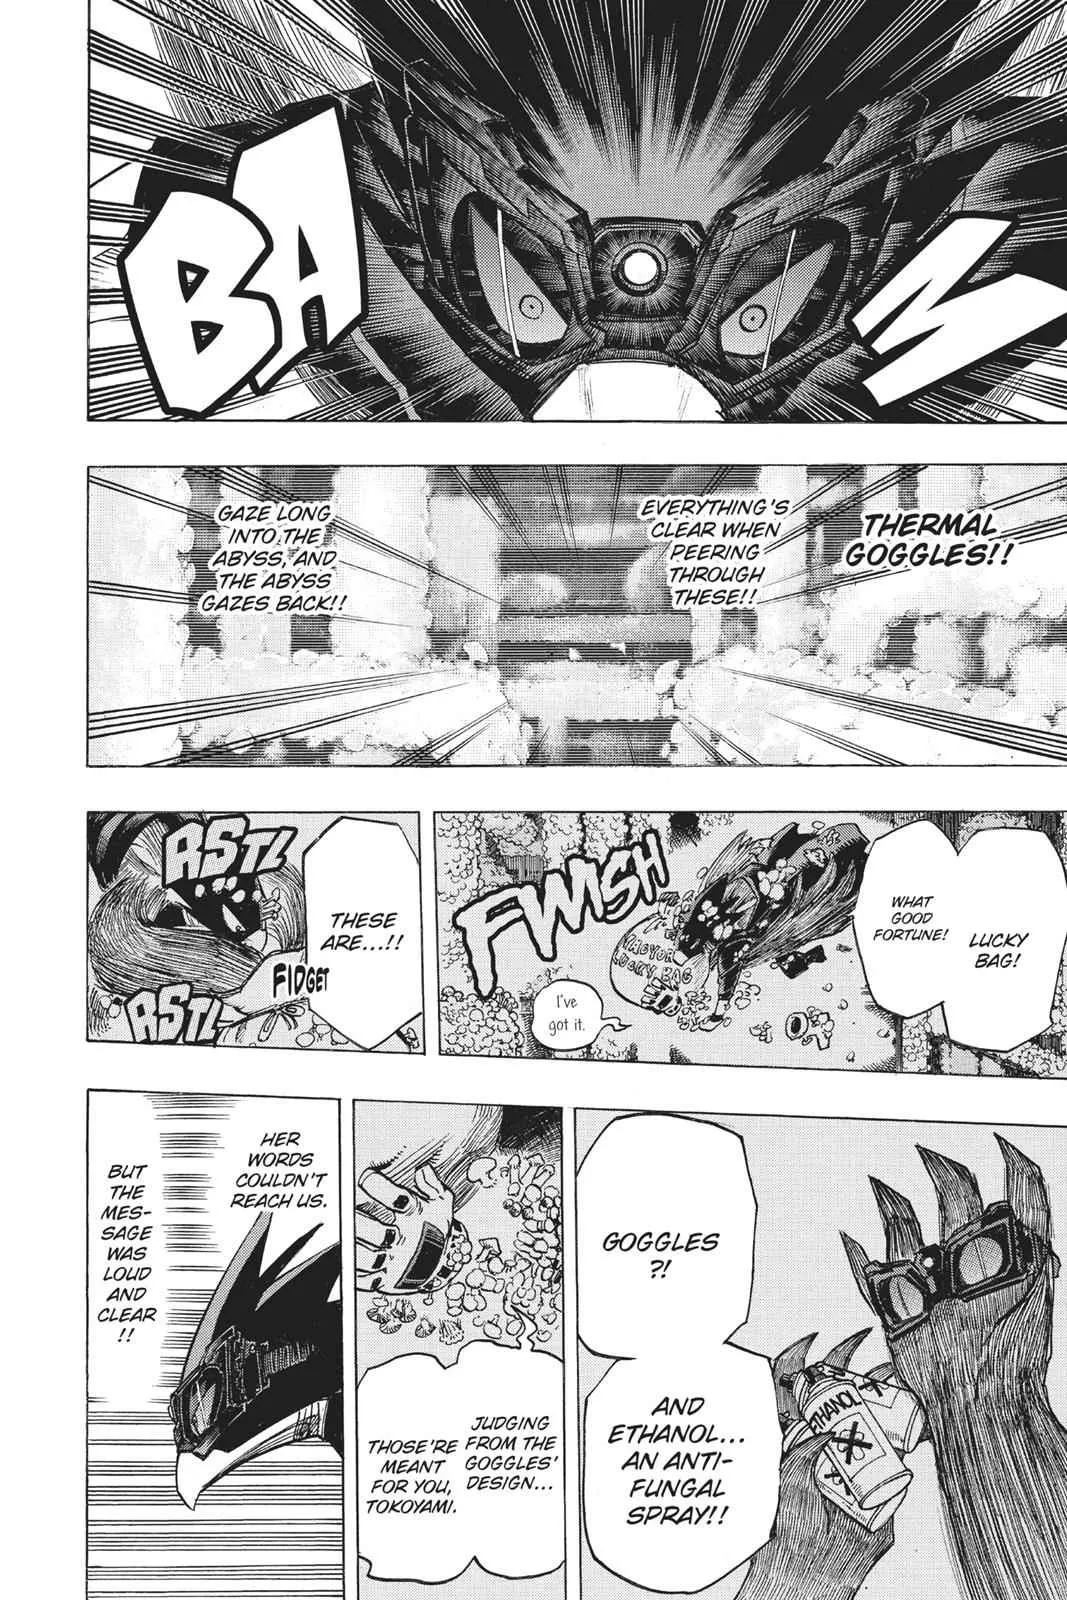 BAM
THERMAL
GOGGLES!!
EVERYTHING'S
CLEAR WHEN
PEERING
THROUGH
THESE!!
GAZE LONG
INTO THE
ABYSS, AND
THE ABYSS
GAZES BACK!!
LUCKY
BAG!
WHAT
GOOD
FORTUNE!
FWISH
LUCKY BAG
I've
got it.
THESE
ARE...!!
RSTL
FIDGET
RSTL
GOGGLES
?!
AND
ETHANOL...
AN ANTI-
FUNGAL
SPRAY!!
ETHANOL
JUDGING
FROM THE
GOGGLES'
DESIGN...
THOSE'RE
MEANT
FOR YOU,
TOKOYAMI.
HER
WORDS
COULDN'T
REACH US.
BUT
THE
MES-
SAGE
WAS
LOUD
AND
CLEAR
!!